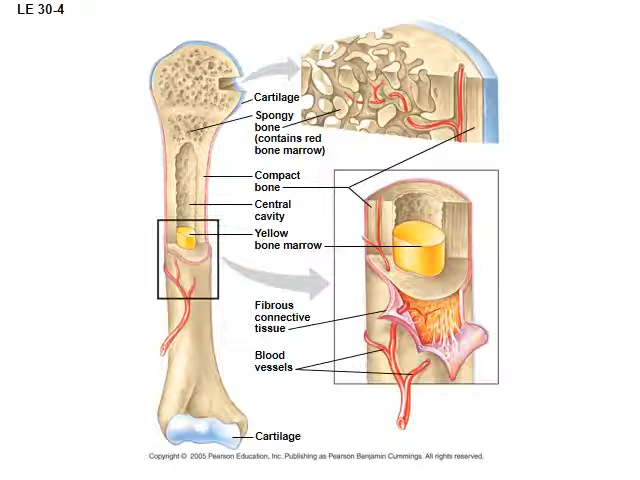 LE 30-4
Cartilage
Spongy
bone
(contains red
bone marrow)
Compact
bone
Central
cavity
Yellow
bone marrow
Fibrous
connective
tissue
Blood
vessels
Cartilage
Copyright © 2005 Pearson Education, Inc. Publishing as Pearson Benjamin Cummings. All rights reserved.